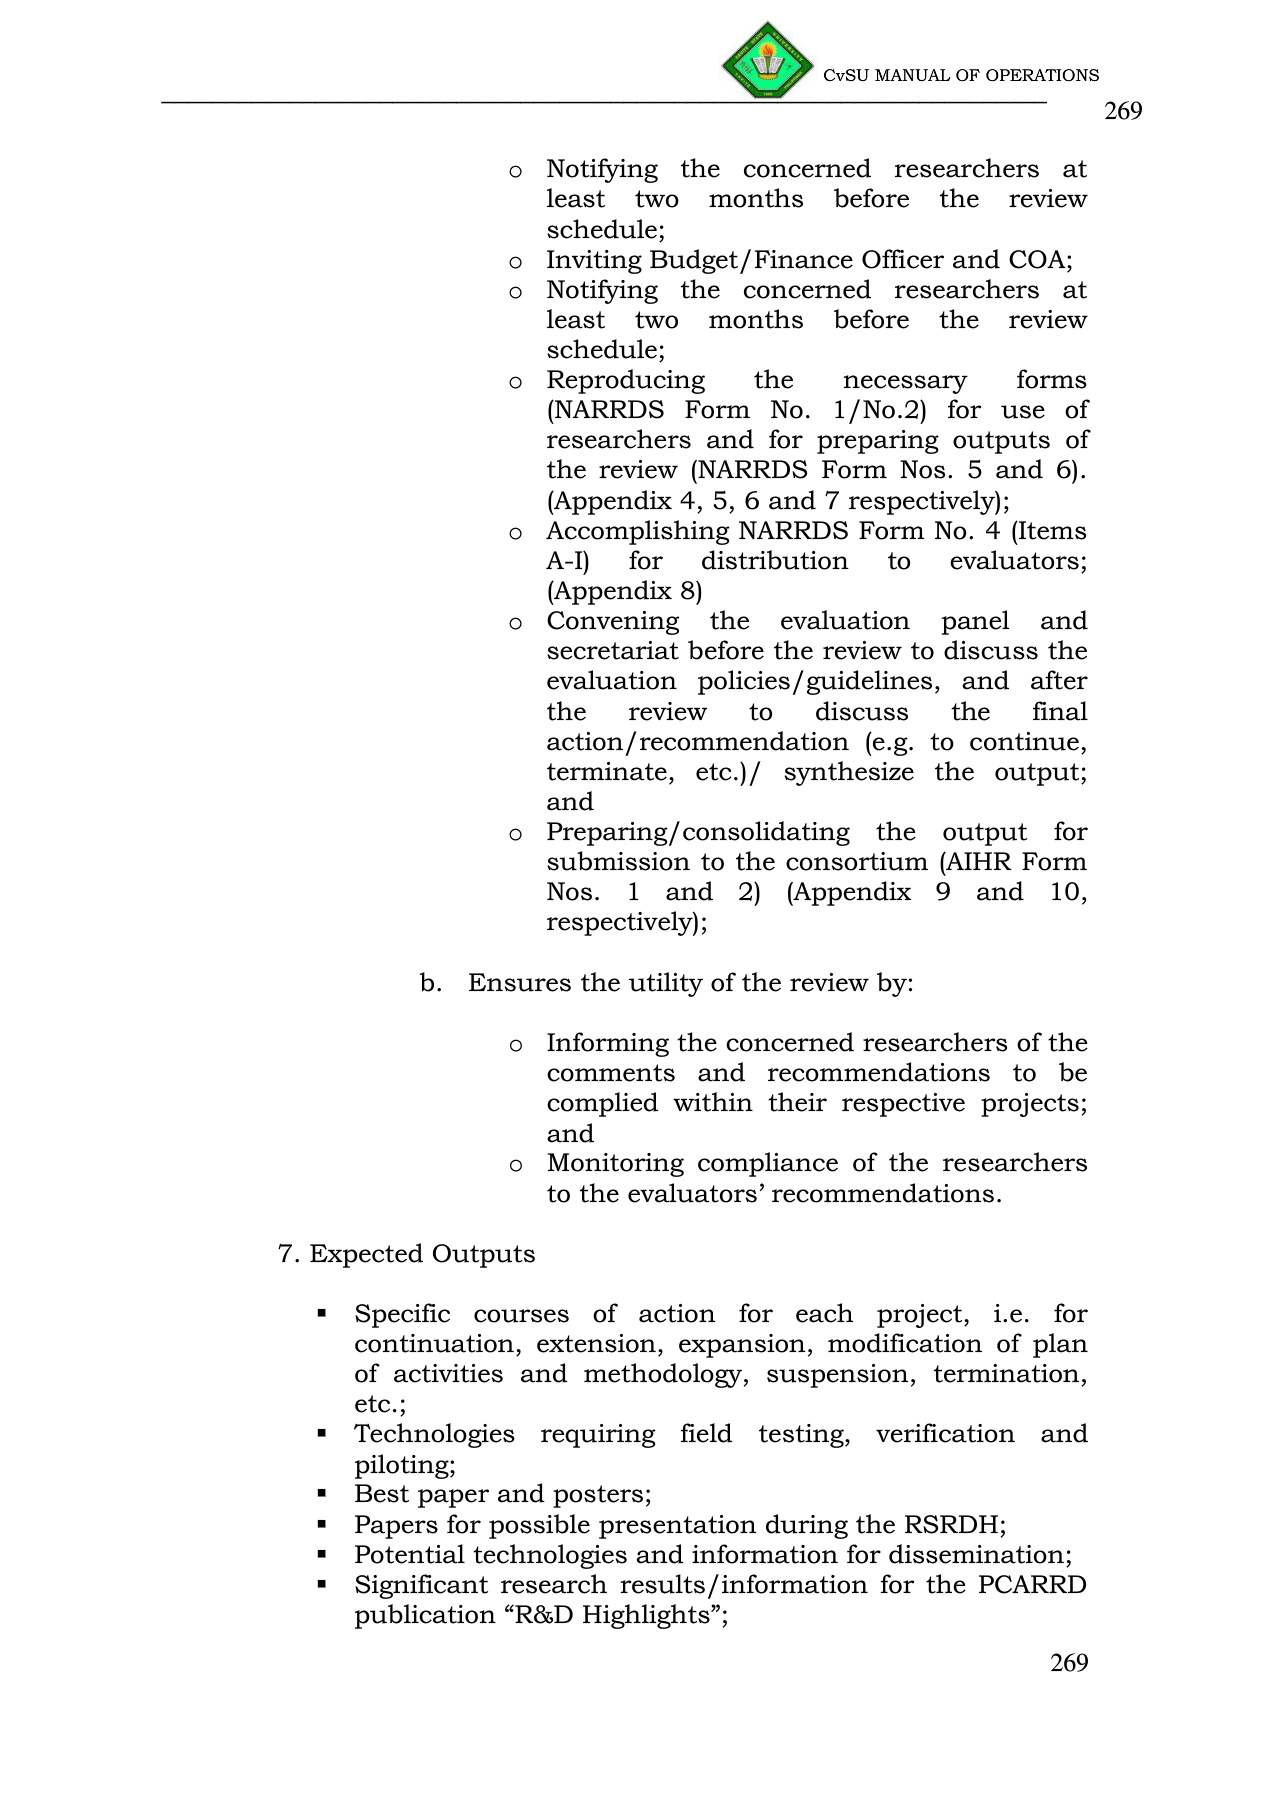 CvSU MANUAL OF OPERATIONS
269
o Notifying the concerned researchers at
least two months before the review
schedule;
o Inviting Budget/Finance Officer and COA;
o Notifying the concerned researchers at
least two months before the review
schedule;
o Reproducing the necessary forms
(NARRDS Form No. 1/No.2) for use of
researchers and for preparing outputs of
the review (NARRDS Form Nos. 5 and 6).
(Appendix 4, 5, 6 and 7 respectively);
o Accomplishing NARRDS Form No. 4 (Items
A-I) for distribution to evaluators;
(Appendix 8)
o Convening the evaluation panel and
secretariat before the review to discuss the
evaluation policies/guidelines, and after
the review to discuss the final
action/recommendation (e.g. to continue,
terminate, etc.)/ synthesize the output;
and
o Preparing/consolidating the output for
submission to the consortium (AIHR Form
Nos. 1 and 2) (Appendix 9 and 10,
respectively);
b. Ensures the utility of the review by:
o Informing the concerned researchers of the
comments and recommendations to be
complied within their respective projects;
and
o Monitoring compliance of the researchers
to the evaluators’ recommendations.
7. Expected Outputs
▪ Specific courses of action for each project, i.e. for
continuation, extension, expansion, modification of plan
of activities and methodology, suspension, termination,
etc.;
▪ Technologies requiring field testing, verification and
piloting;
▪ Best paper and posters;
▪ Papers for possible presentation during the RSRDH;
▪ Potential technologies and information for dissemination;
▪ Significant research results/information for the PCARRD
publication “R&D Highlights”;
269